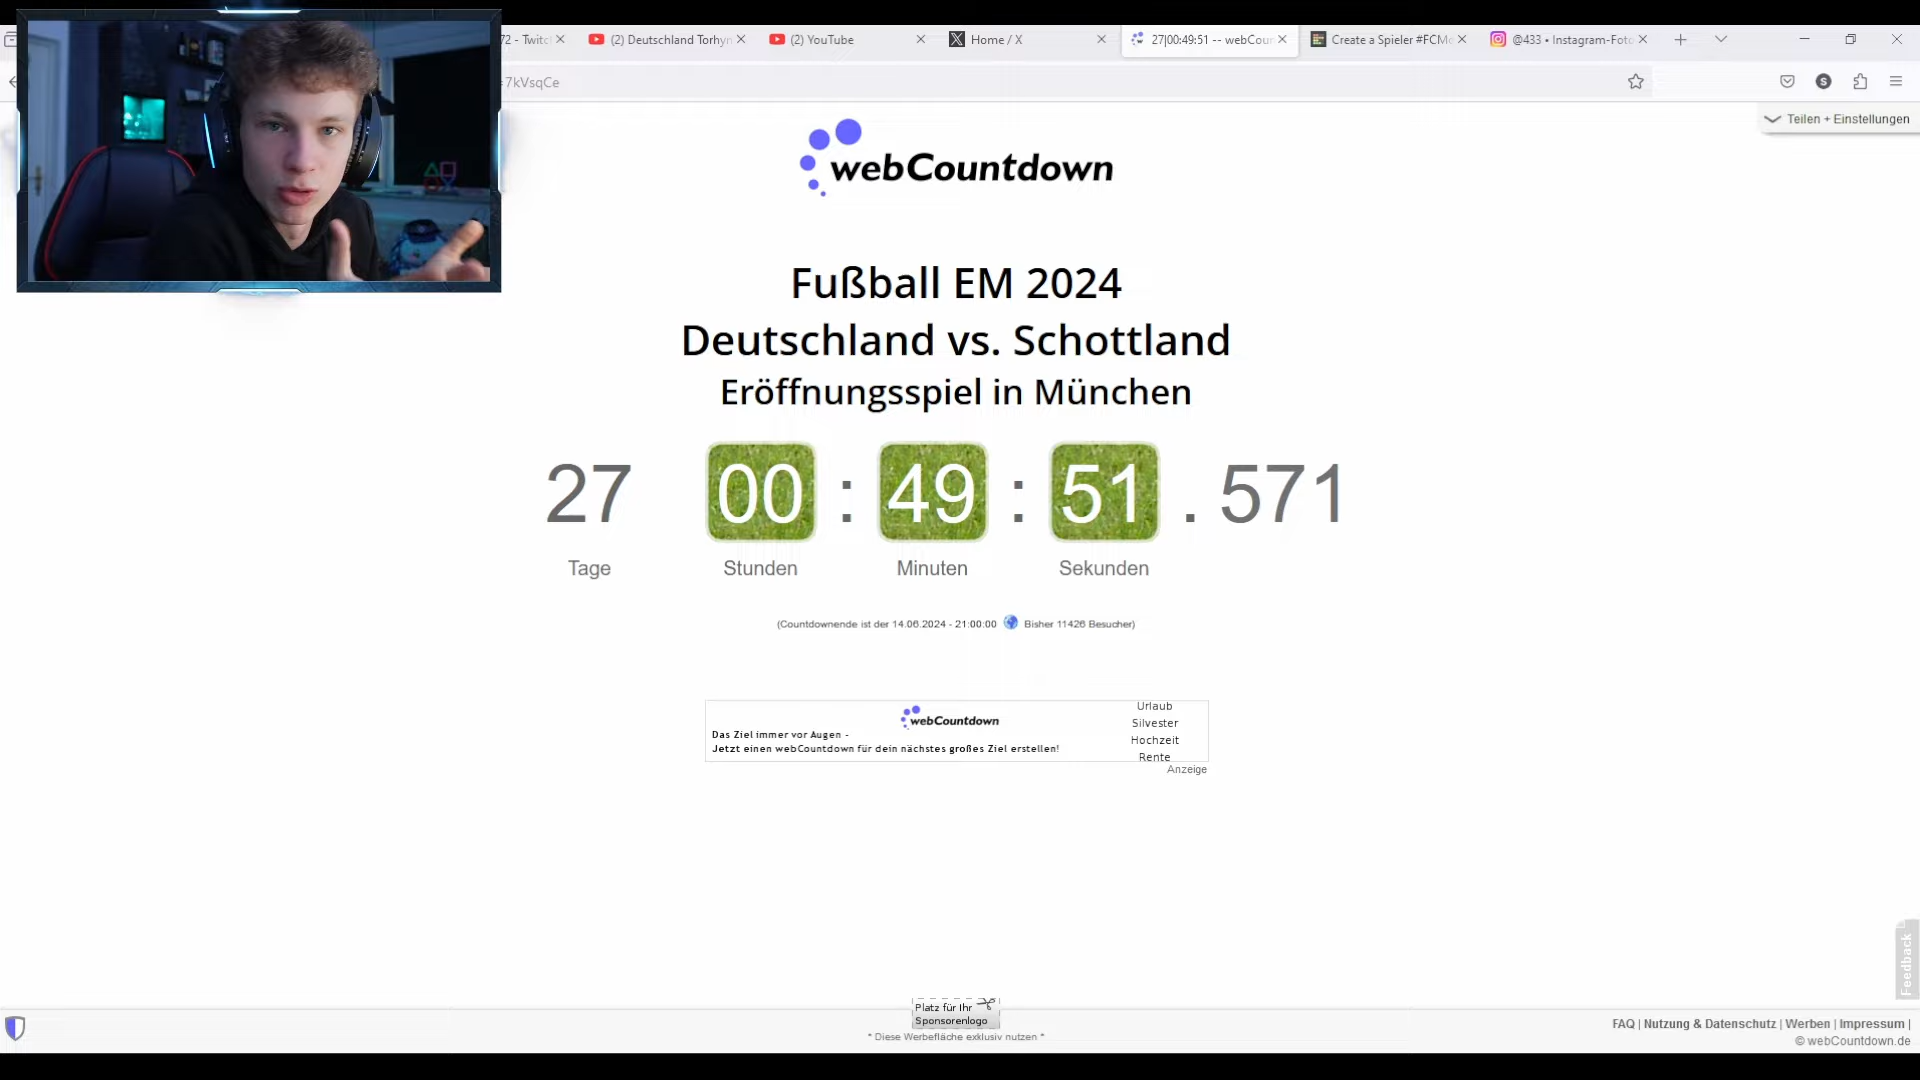 72 - Twitc
(2) Deutschland Torhyn
(2) YouTube
Home / X
27|00:49:51 -- webCour
Create a Spieler #FCMo
@433 • Instagram-Foto
7kVsqCe
S
Teilen + Einstellungen
webCountdown
Fußball EM 2024
Deutschland vs. Schottland
Eröffnungsspiel in München
27 00 : 49 : 51 . 571
Tage Stunden Minuten Sekunden
(Countdownende ist der 14.06.2024 - 21:00:00 Bisher 11426 Besucher)
webCountdown
Das Ziel immer vor Augen -
Jetzt einen webCountdown für dein nächstes großes Ziel erstellen!
Urlaub
Silvester
Hochzeit
Rente
Anzeige
Feedback
Platz für Ihr
Sponsorenlogo
* Diese Werbefläche exklusiv nutzen *
FAQ | Nutzung & Datenschutz | Werben | Impressum |
© webCountdown.de